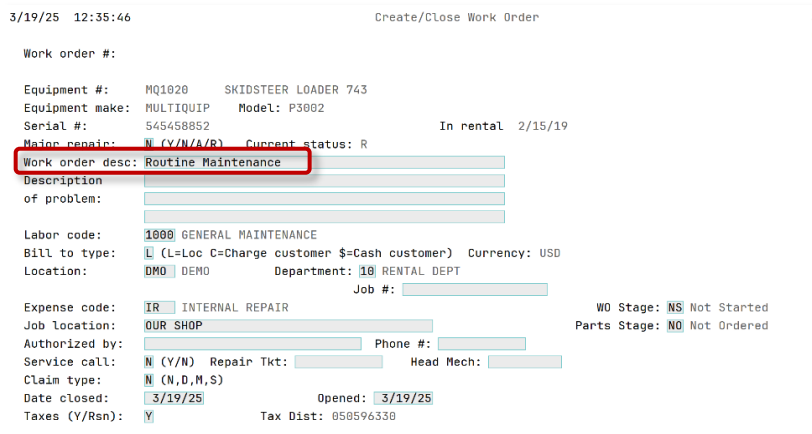 3/19/25 12:35:46 Create/Close Work Order
Work order #:
Equipment #: MQ1020 SKIDSTEER LOADER 743
Equipment make: MULTIQUIP Model: P3002
Serial #: 545458852 In rental 2/15/19
Major repair: N (Y/N/A/R) Current status: R
Work order desc: Routine Maintenance
Description
of problem:
Labor code: 1000 GENERAL MAINTENANCE
Bill to type: L (L=Loc C=Charge customer $=Cash customer) Currency: USD
Location: DMO DEMO Department: 10 RENTAL DEPT
Job #:
Expense code: IR INTERNAL REPAIR WO Stage: NS Not Started
Job location: OUR SHOP Parts Stage: NO Not Ordered
Authorized by: Phone #:
Service call: N (Y/N) Repair Tkt: Head Mech:
Claim type: N (N,D,M,S)
Date closed: 3/19/25 Opened: 3/19/25
Taxes (Y/Rsn): Y Tax Dist: 050596330